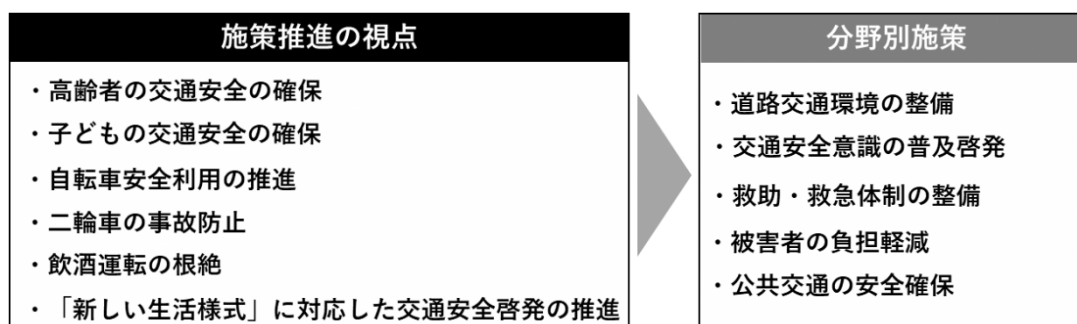 施策推進の視点
・高齢者の交通安全の確保
・子どもの交通安全の確保
・自転車安全利用の推進
・二輪車の事故防止
・飲酒運転の根絶
・「新しい生活様式」に対応した交通安全啓発の推進
分野別施策
・道路交通環境の整備
・交通安全意識の普及啓発
・救助・救急体制の整備
・被害者の負担軽減
・公共交通の安全確保